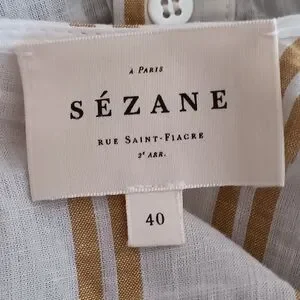 À PARIS
SÉZANE
RUE SAINT-FIACRE
2ᵉ ARR.
40